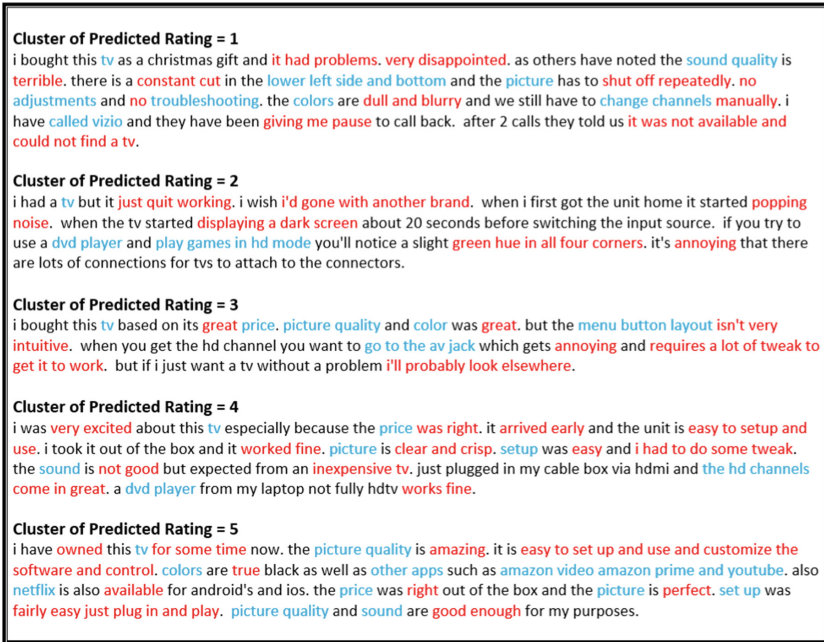 Cluster of Predicted Rating = 1
i bought this tv as a christmas gift and it had problems. very disappointed. as others have noted the sound quality is
terrible. there is a constant cut in the lower left side and bottom and the picture has to shut off repeatedly. no
adjustments and no troubleshooting. the colors are dull and blurry and we still have to change channels manually. i
have called vizio and they have been giving me pause to call back. after 2 calls they told us it was not available and
could not find a tv.
Cluster of Predicted Rating = 2
i had a tv but it just quit working. i wish i'd gone with another brand. when i first got the unit home it started popping
noise. when the tv started displaying a dark screen about 20 seconds before switching the input source. if you try to
use a dvd player and play games in hd mode you'll notice a slight green hue in all four corners. it's annoying that there
are lots of connections for tvs to attach to the connectors.
Cluster of Predicted Rating = 3
i bought this tv based on its great price. picture quality and color was great. but the menu button layout isn't very
intuitive. when you get the hd channel you want to go to the av jack which gets annoying and requires a lot of tweak to
get it to work. but if i just want a tv without a problem i'll probably look elsewhere.
Cluster of Predicted Rating = 4
i was very excited about this tv especially because the price was right. it arrived early and the unit is easy to setup and
use. i took it out of the box and it worked fine. picture is clear and crisp. setup was easy and i had to do some tweak.
the sound is not good but expected from an inexpensive tv. just plugged in my cable box via hdmi and the hd channels
come in great. a dvd player from my laptop not fully hdtv works fine.
Cluster of Predicted Rating = 5
i have owned this tv for some time now. the picture quality is amazing. it is easy to set up and use and customize the
software and control. colors are true black as well as other apps such as amazon video amazon prime and youtube. also
netflix is also available for android's and ios. the price was right out of the box and the picture is perfect. set up was
fairly easy just plug in and play. picture quality and sound are good enough for my purposes.